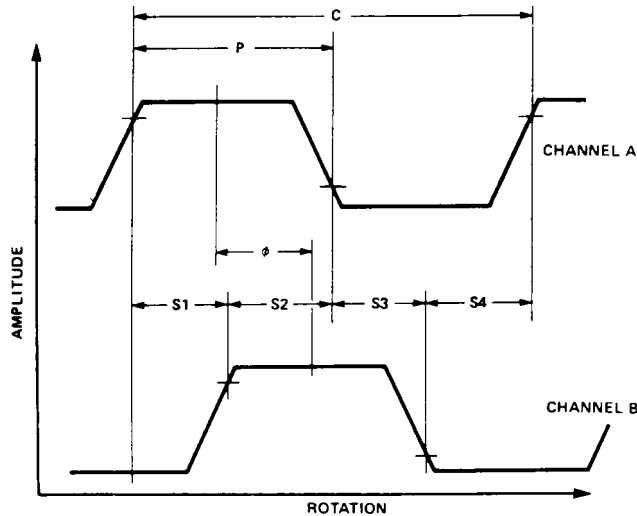 C
P
CHANNEL A
ϕ
S1 S2 S3 S4
AMPLITUDE
CHANNEL B
ROTATION